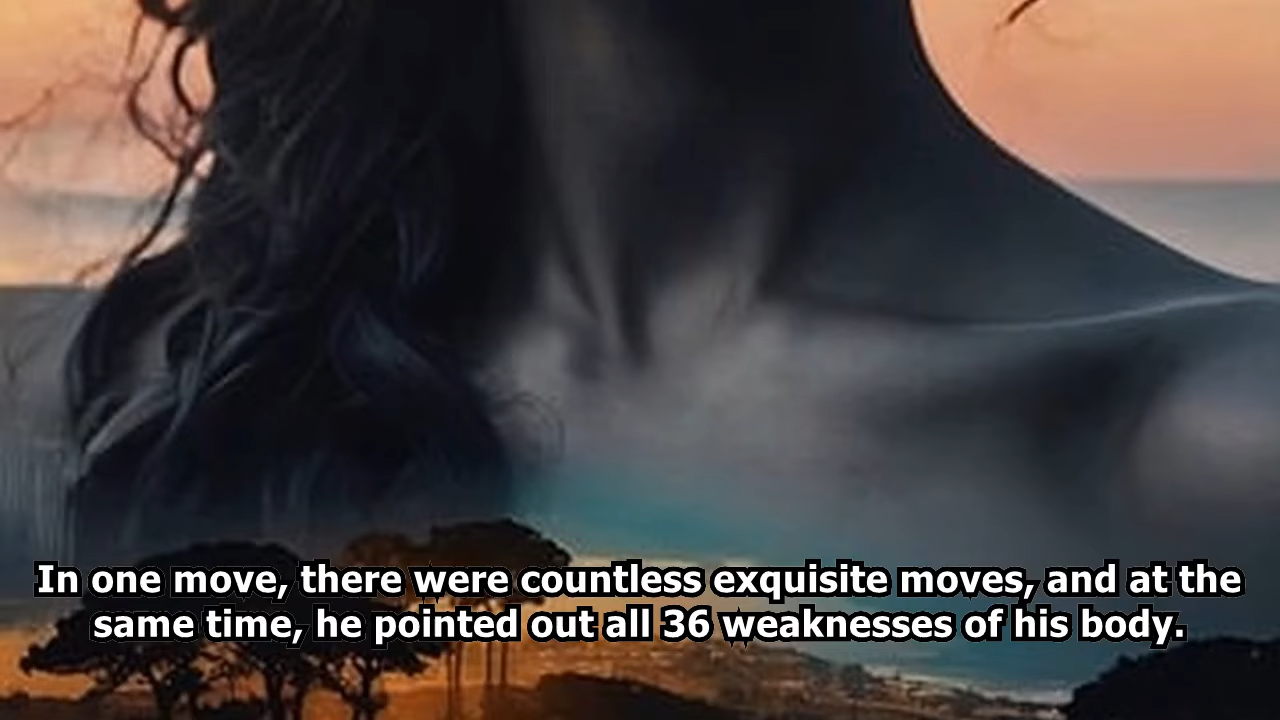 In one move, there were countless exquisite moves, and at the
same time, he pointed out all 36 weaknesses of his body.